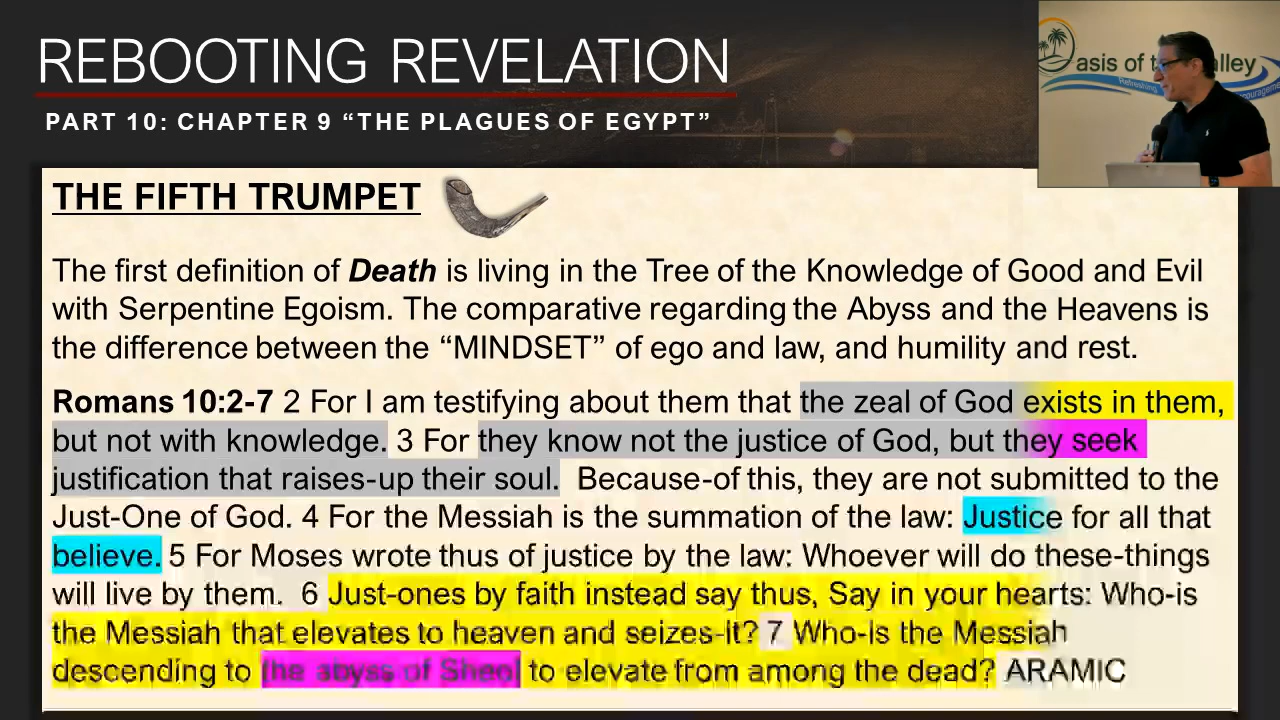 REBOOTING REVELATION
PART 10: CHAPTER 9 “THE PLAGUES OF EGYPT”
asis of t alley
Refreshing
THE FIFTH TRUMPET
The first definition of Death is living in the Tree of the Knowledge of Good and Evil
with Serpentine Egoism. The comparative regarding the Abyss and the Heavens is
the difference between the “MINDSET” of ego and law, and humility and rest.
Romans 10:2-7 2 For I am testifying about them that the zeal of God exists in them,
but not with knowledge. 3 For they know not the justice of God, but they seek
justification that raises-up their soul. Because-of this, they are not submitted to the
Just-One of God. 4 For the Messiah is the summation of the law: Justice for all that
believe. 5 For Moses wrote thus of justice by the law: Whoever will do these-things
will live by them. 6 Just-ones by faith instead say thus, Say in your hearts: Who-is
the Messiah that elevates to heaven and seizes-it? 7 Who-is the Messiah
descending to the abyss of Sheol to elevate from among the dead? ARAMIC